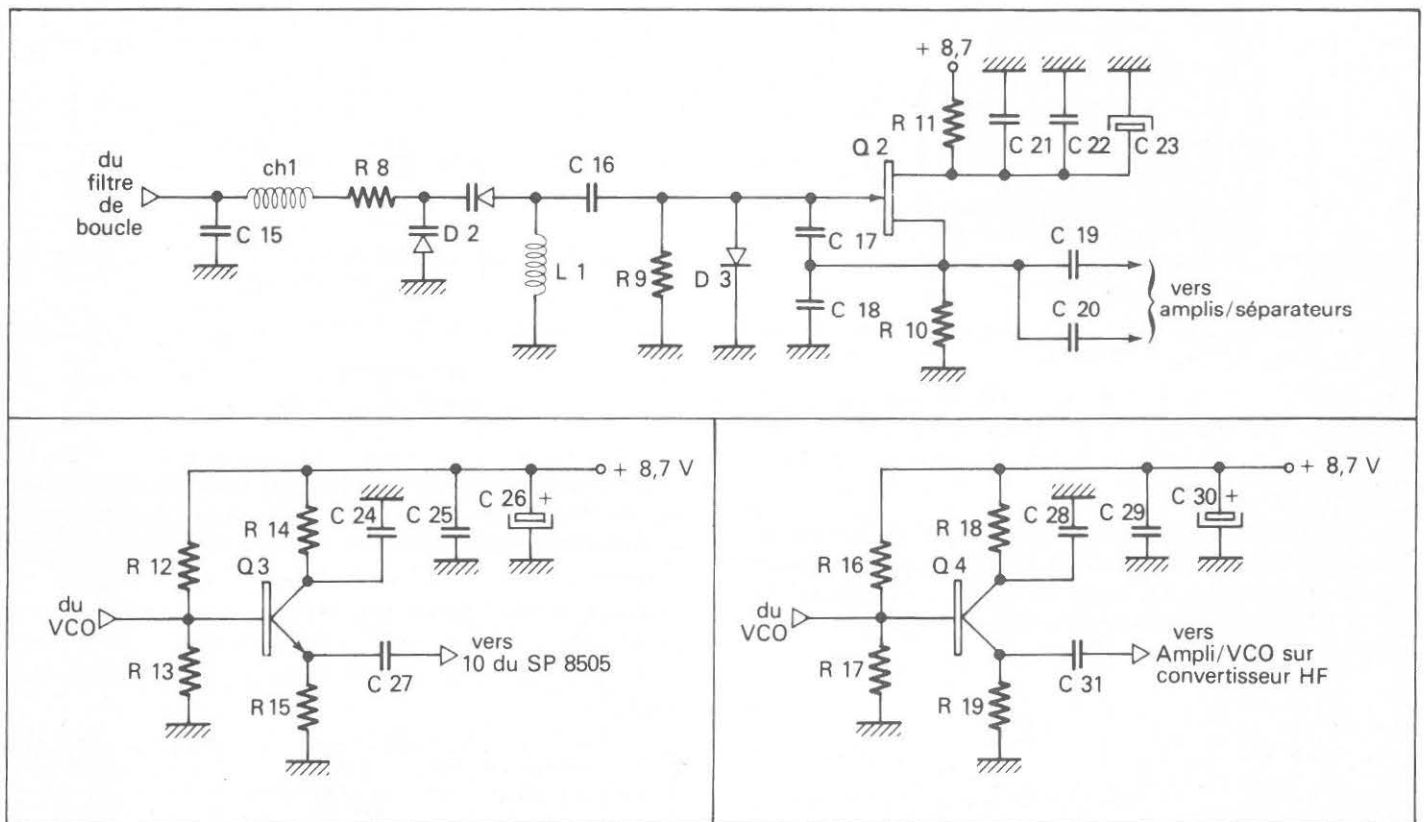 + 8,7
R 11
C 21
C 22
C 23
Q 2
du
filtre
de
boucle
ch1
R 8
C 16
C 15
D 2
L 1
R 9
D 3
C 17
C 18
R 10
C 19
C 20
vers
amplis/séparateurs
+ 8,7 V
R 14
C 24
C 25
C 26 +
R 12
Q 3
du
VCO
R 13
R 15
C 27
vers
10 du SP 8505
+ 8,7 V
R 18
C 28
C 29
C 30 +
R 16
Q 4
du
VCO
R 17
R 19
C 31
vers
Ampli/VCO sur
convertisseur HF